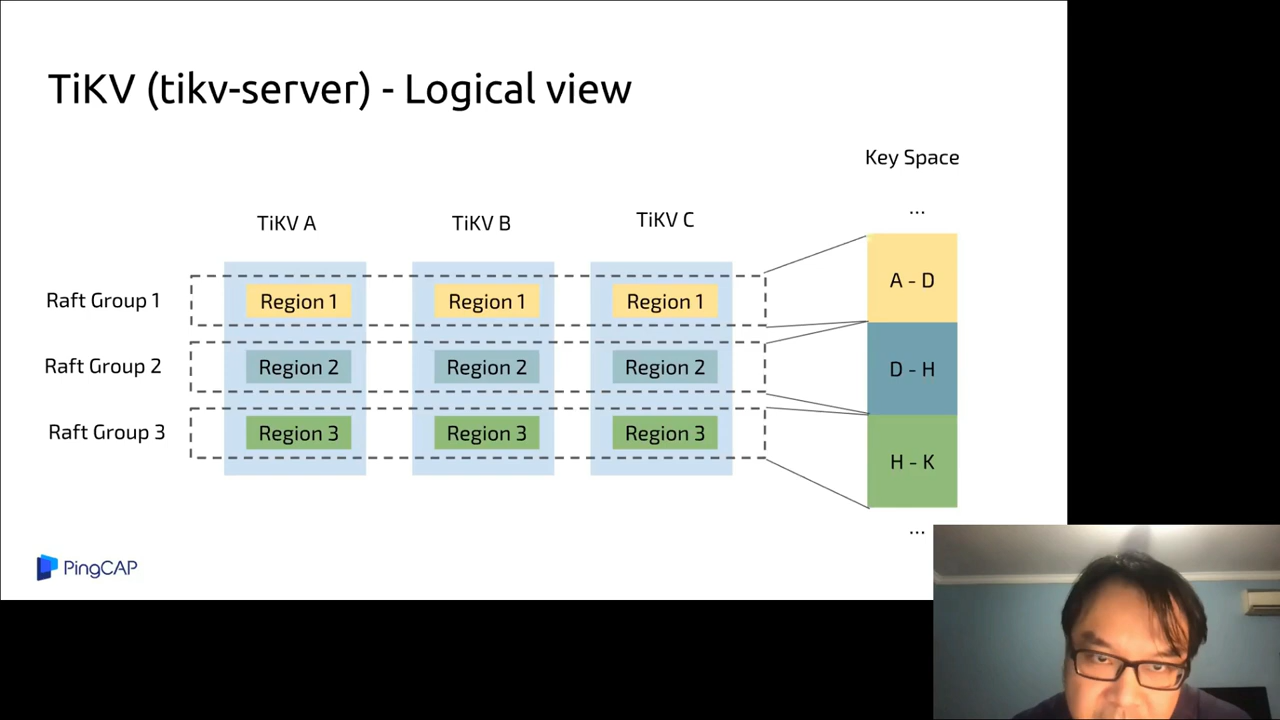 TiKV (tikv-server) - Logical view
Key Space
...
TiKV A
TiKV B
TiKV C
A - D
Raft Group 1
Region 1
Region 1
Region 1
Raft Group 2
Region 2
Region 2
Region 2
D - H
Raft Group 3
Region 3
Region 3
Region 3
H - K
...
PingCAP